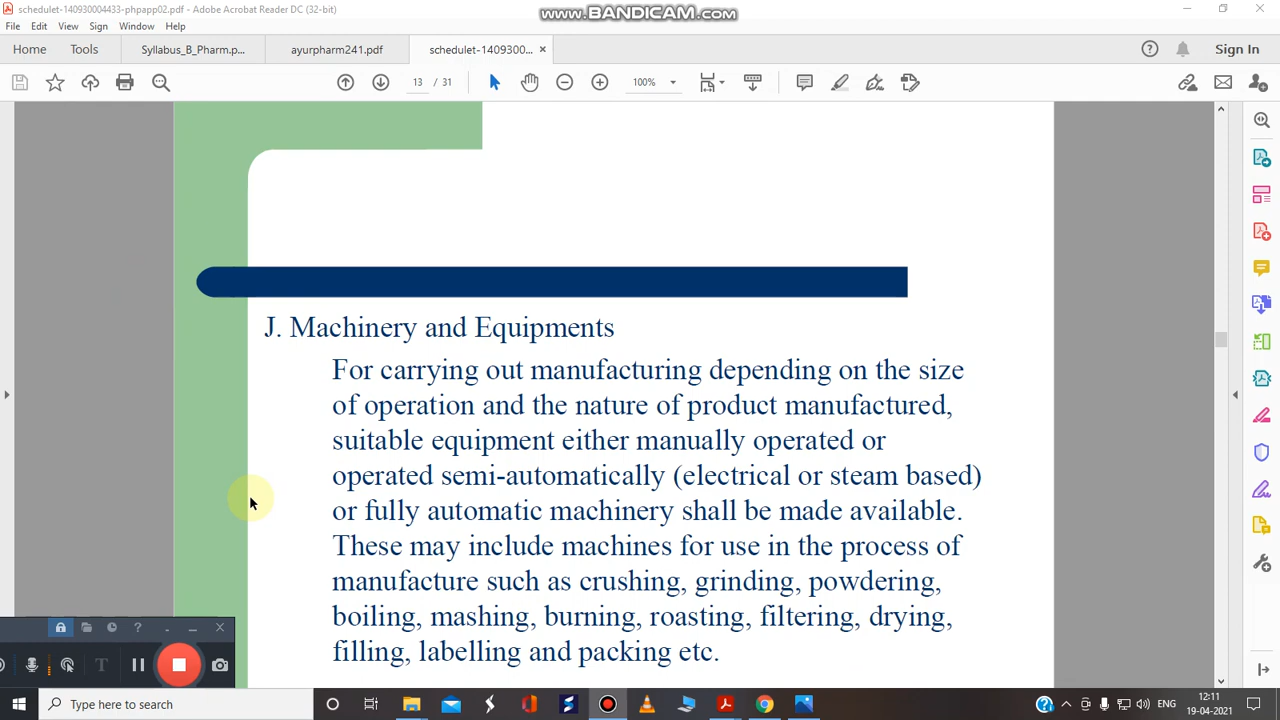 schedulet-140930004433-phpapp02.pdf - Adobe Acrobat Reader DC (32-bit)
www.BANDICAM.com
File Edit View Sign Window Help
Home Tools Syllabus_B_Pharm.p... ayurpharm241.pdf schedulet-140930... × Sign In
13 / 31 100%
J. Machinery and Equipments
For carrying out manufacturing depending on the size
of operation and the nature of product manufactured,
suitable equipment either manually operated or
operated semi-automatically (electrical or steam based)
or fully automatic machinery shall be made available.
These may include machines for use in the process of
manufacture such as crushing, grinding, powdering,
boiling, mashing, burning, roasting, filtering, drying,
filling, labelling and packing etc.
Type here to search
ENG
12:11
19-04-2021